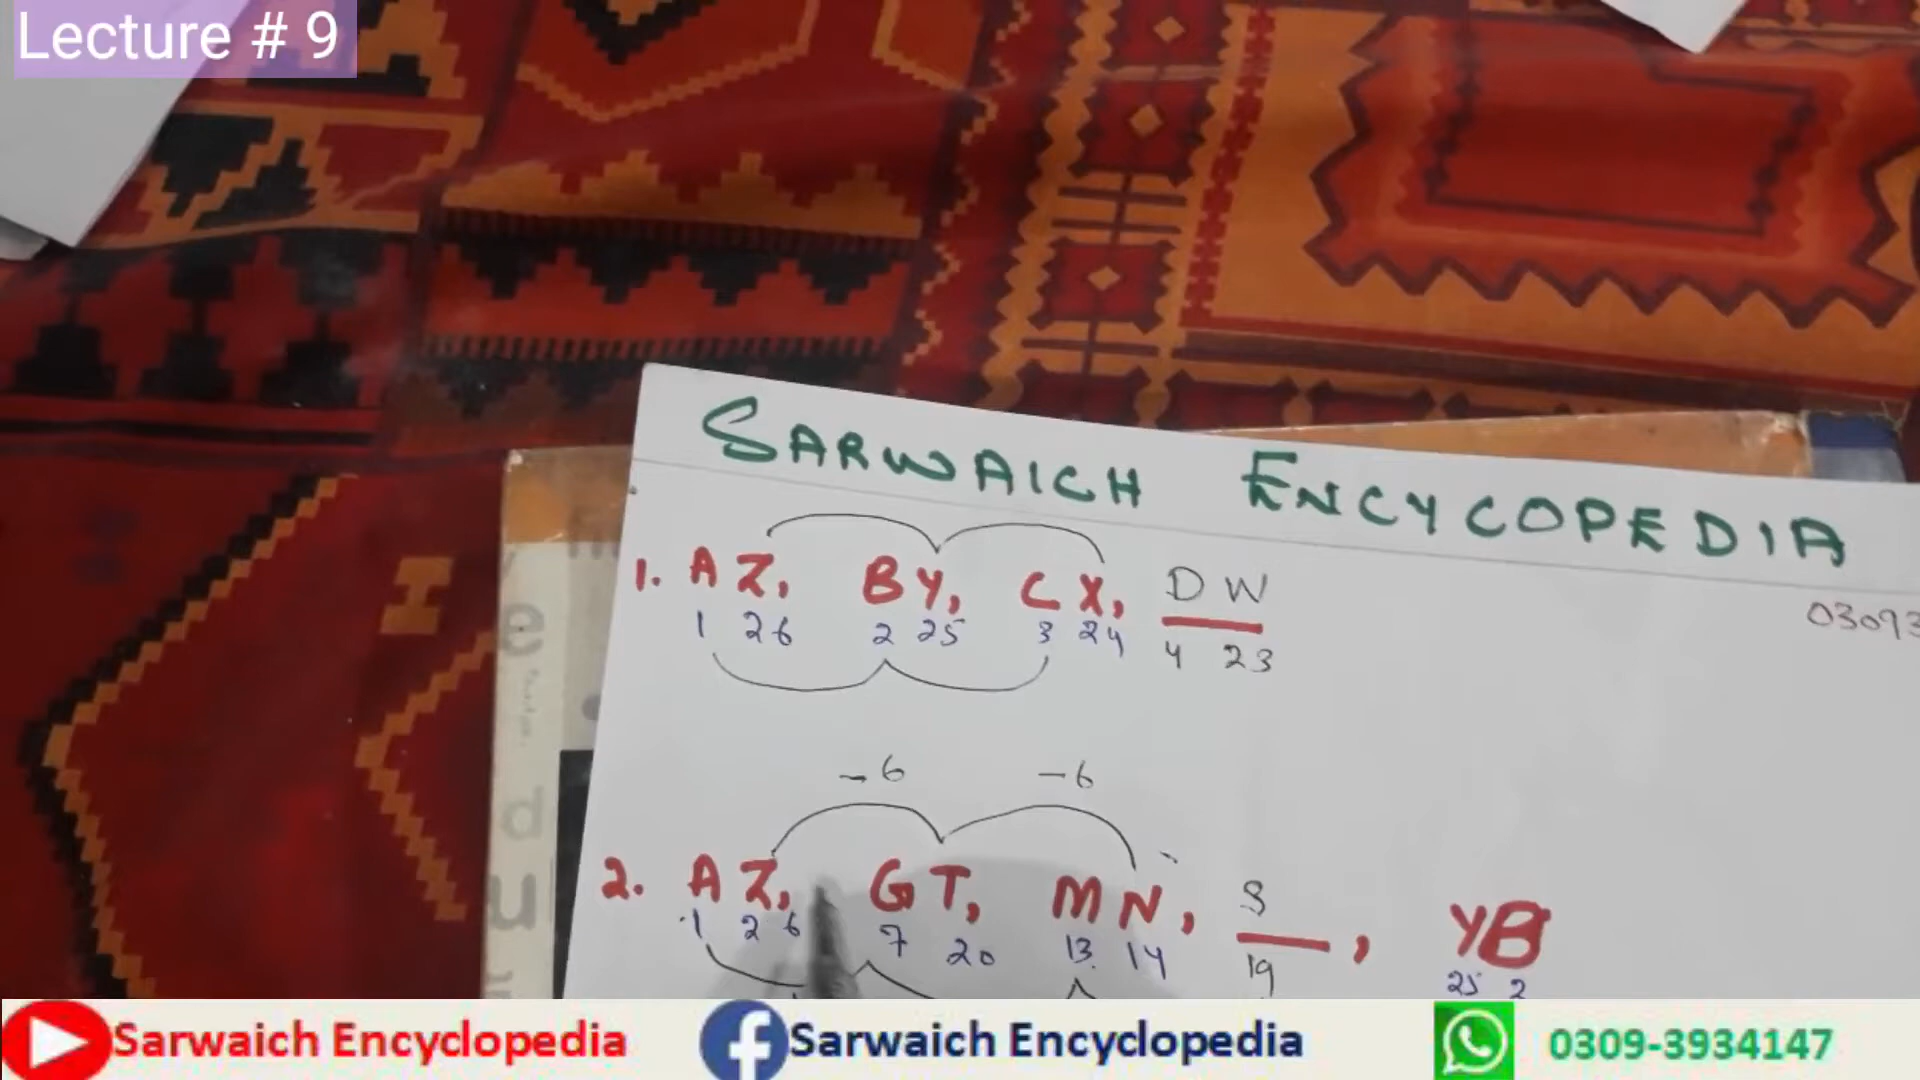 Lecture # 9
SARWAICH ENCYCOPEDIA
03093
1. AZ, BY, CX, DW
1 26 2 25 3 24 4 23
-6 -6
2. AZ, GT, MN, S , YB
1 26 7 20 13 14 19 25 2
Sarwaich Encyclopedia Sarwaich Encyclopedia 0309-3934147